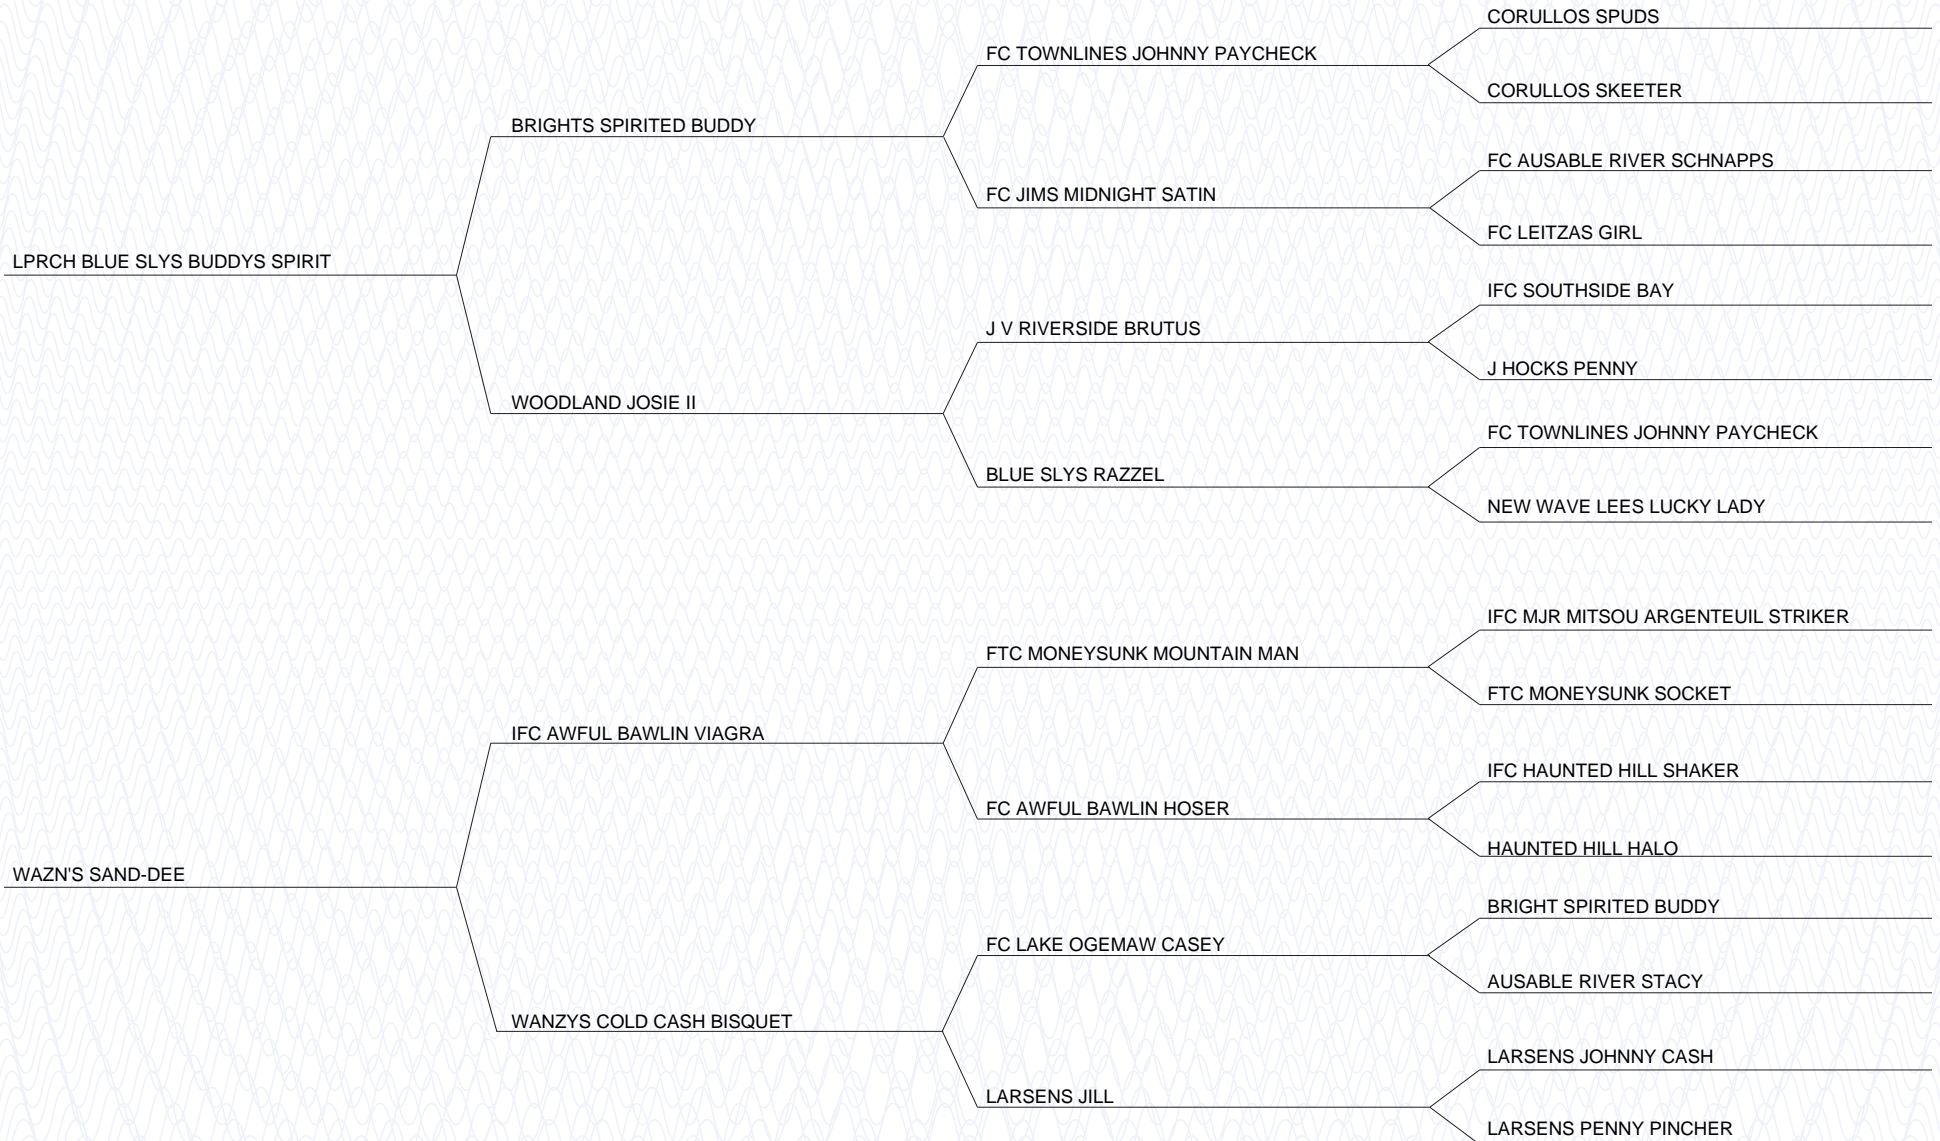 CORULLOS SPUDS
FC TOWNLINES JOHNNY PAYCHECK
CORULLOS SKEETER
BRIGHTS SPIRITED BUDDY
FC AUSABLE RIVER SCHNAPPS
FC JIMS MIDNIGHT SATIN
FC LEITZAS GIRL
LPRCH BLUE SLYS BUDDYS SPIRIT
IFC SOUTHSIDE BAY
J V RIVERSIDE BRUTUS
J HOCKS PENNY
WOODLAND JOSIE II
FC TOWNLINES JOHNNY PAYCHECK
BLUE SLYS RAZZEL
NEW WAVE LEES LUCKY LADY
IFC MJR MITSOU ARGENTEUIL STRIKER
FTC MONEYSUNK MOUNTAIN MAN
FTC MONEYSUNK SOCKET
IFC AWFUL BAWLIN VIAGRA
IFC HAUNTED HILL SHAKER
FC AWFUL BAWLIN HOSER
HAUNTED HILL HALO
WAZN'S SAND-DEE
BRIGHT SPIRITED BUDDY
FC LAKE OGEMAW CASEY
AUSABLE RIVER STACY
WANZYS COLD CASH BISQUET
LARSENS JOHNNY CASH
LARSENS JILL
LARSENS PENNY PINCHER